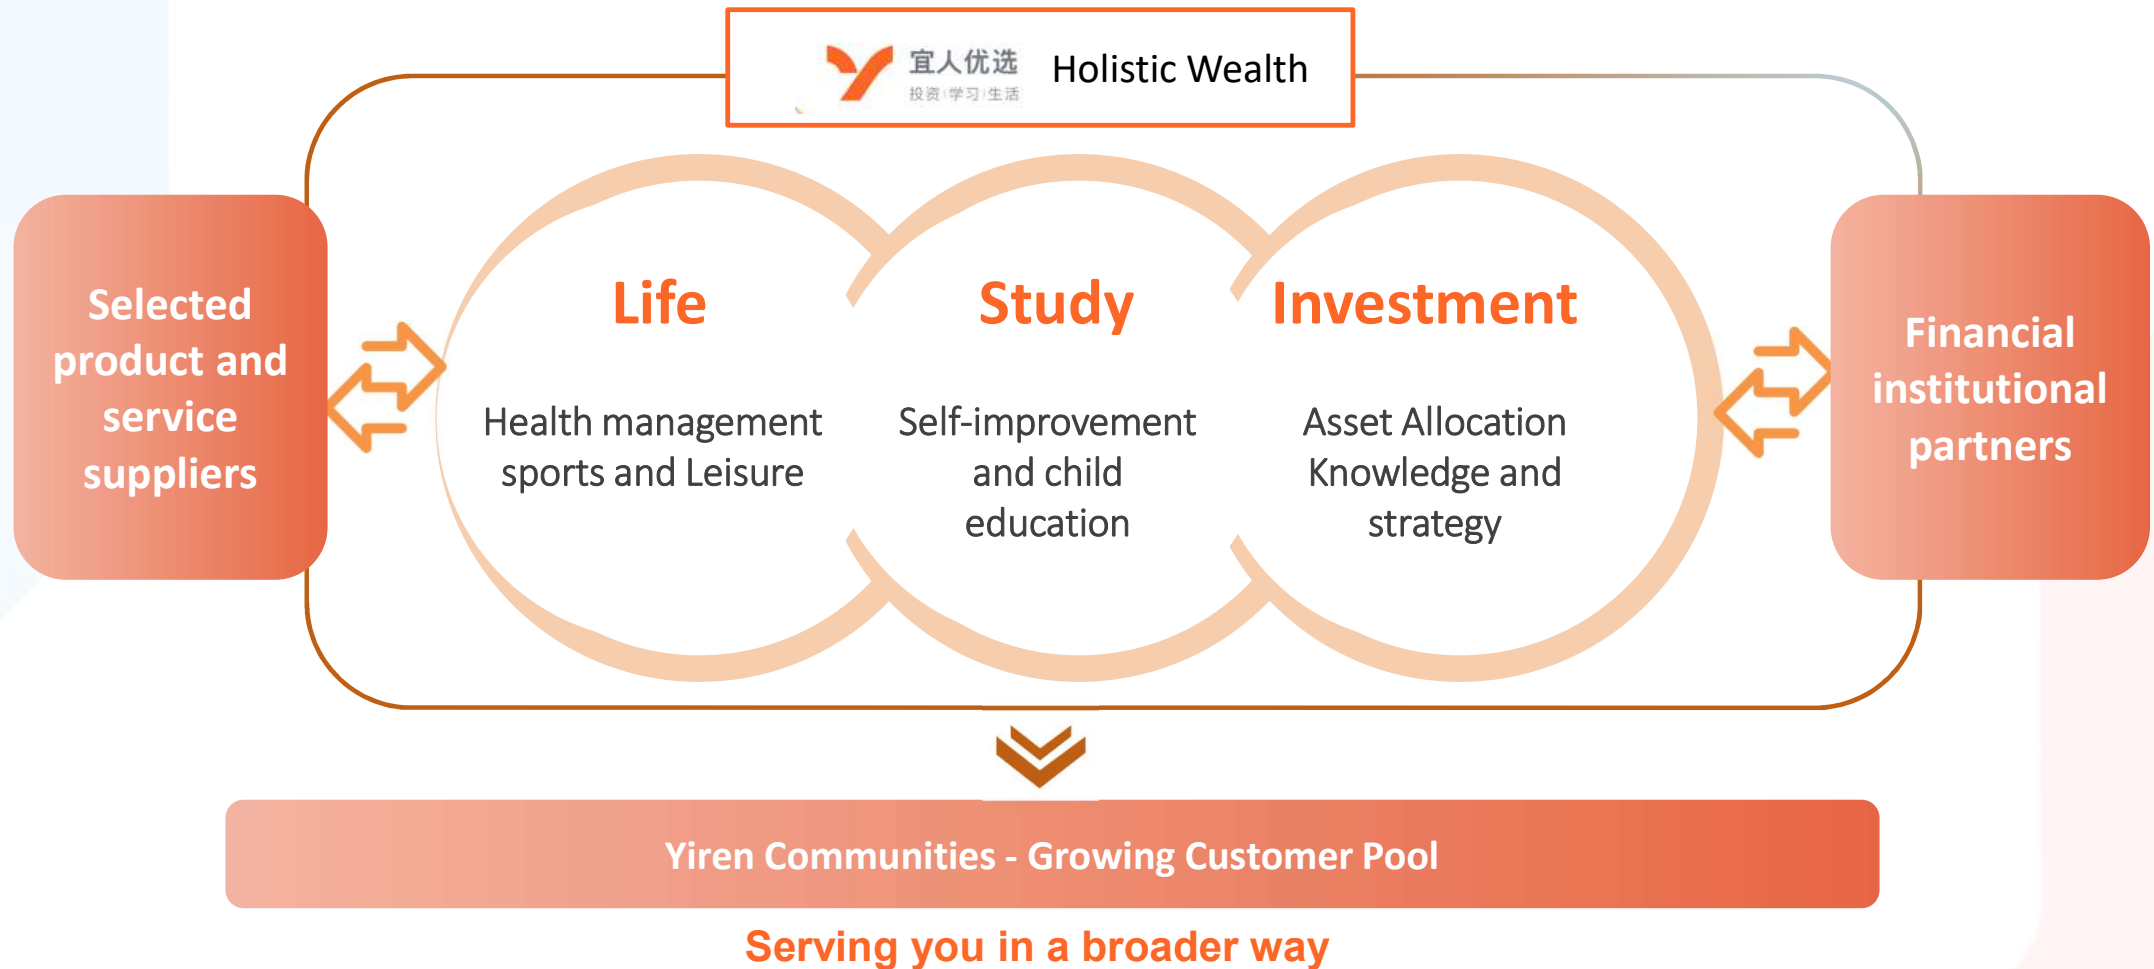 宜人优选
投资|学习|生活
Holistic Wealth
Selected
product and
service
suppliers
Life
Health management
sports and Leisure
Study
Self-improvement
and child
education
Investment
Asset Allocation
Knowledge and
strategy
Financial
institutional
partners
Yiren Communities - Growing Customer Pool
Serving you in a broader way